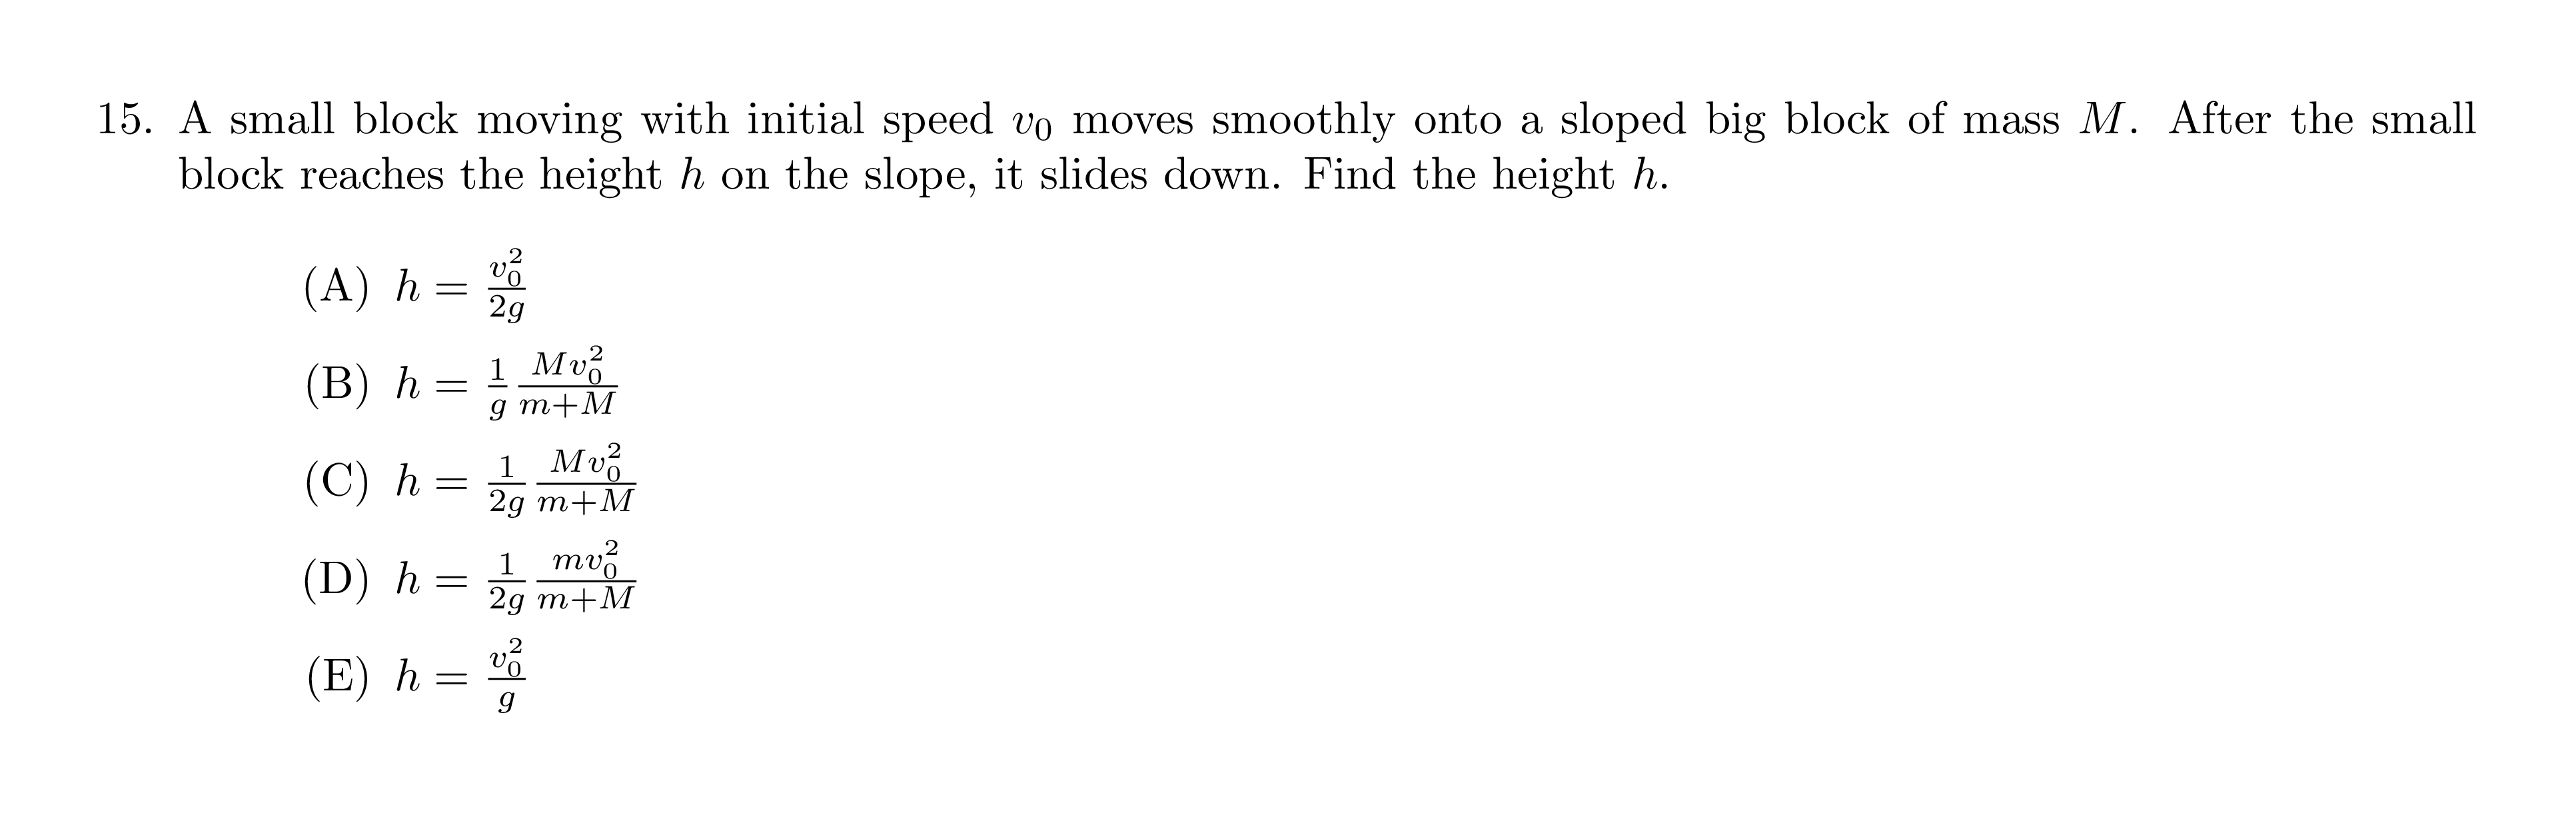 15. A small block moving with initial speed v₀ moves smoothly onto a sloped big block of mass M. After the small
block reaches the height h on the slope, it slides down. Find the height h.
(A) h = \frac{v_0^2}{2g}
(B) h = \frac{1}{g} \frac{Mv_0^2}{m+M}
(C) h = \frac{1}{2g} \frac{Mv_0^2}{m+M}
(D) h = \frac{1}{2g} \frac{mv_0^2}{m+M}
(E) h = \frac{v_0^2}{g}